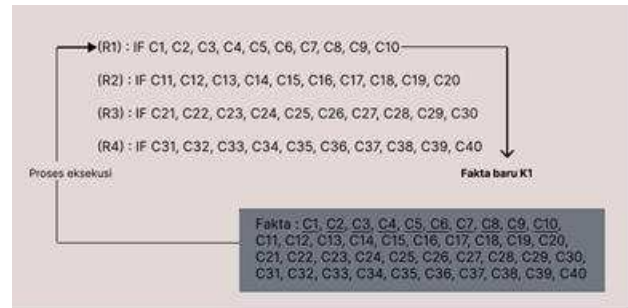 (R1) : IF C1, C2, C3, C4, C5, C6, C7, C8, C9, C10
(R2) : IF C11, C12, C13, C14, C15, C16, C17, C18, C19, C20
(R3) : IF C21, C22, C23, C24, C25, C26, C27, C28, C29, C30
(R4) : IF C31, C32, C33, C34, C35, C36, C37, C38, C39, C40
Proses eksekusi
Fakta baru K1
Fakta : C1, C2, C3, C4, C5, C6, C7, C8, C9, C10,
C11, C12, C13, C14, C15, C16, C17, C18, C19, C20,
C21, C22, C23, C24, C25, C26, C27, C28, C29, C30,
C31, C32, C33, C34, C35, C36, C37, C38, C39, C40